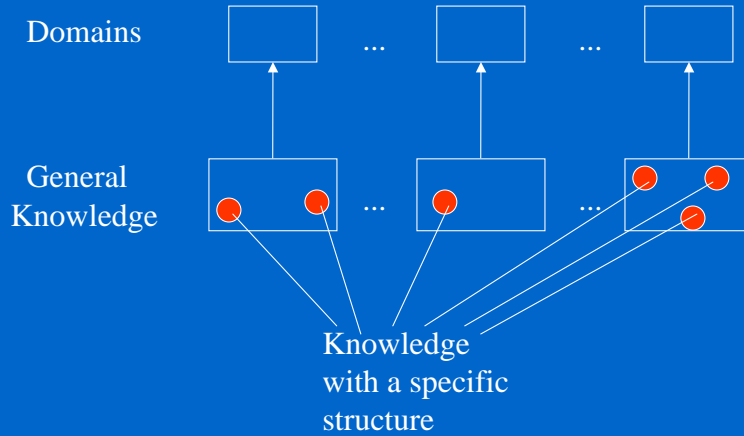 Domains
... ...
General
Knowledge
... ...
Knowledge
with a specific
structure